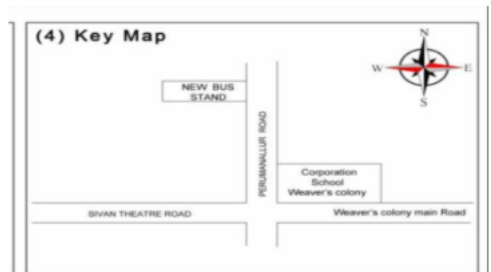 (4) Key Map
N
W
E
S
NEW BUS
STAND
PERUMANALLUR ROAD
Corporation
School
Weaver's colony
SIVAN THEATRE ROAD
Weaver's colony main Road